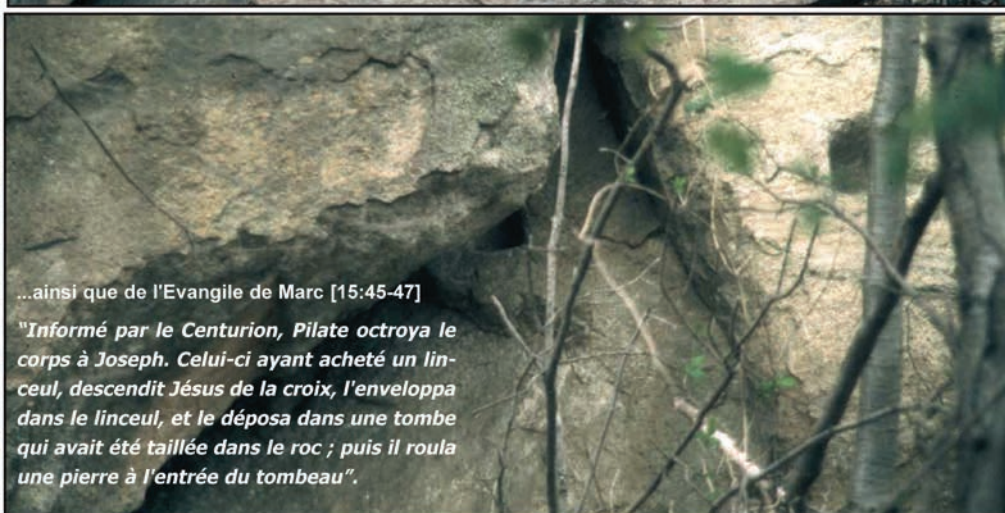 ...ainsi que de l'Evangile de Marc [15:45-47]
"Informé par le Centurion, Pilate octroya le
corps à Joseph. Celui-ci ayant acheté un lin-
ceul, descendit Jésus de la croix, l'enveloppa
dans le linceul, et le déposa dans une tombe
qui avait été taillée dans le roc ; puis il roula
une pierre à l'entrée du tombeau”.